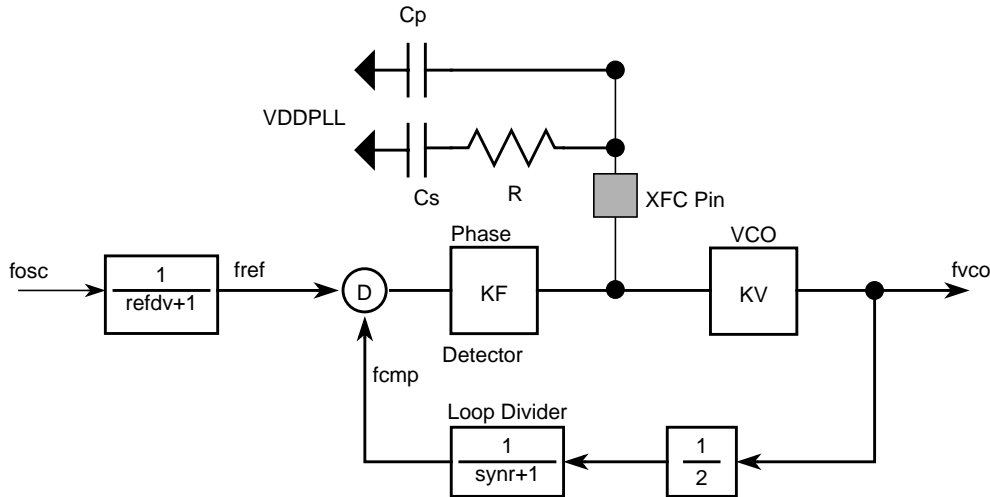 Cp
VDDPLL
Cs
R
XFC Pin
Phase
VCO
fosc
1
refdv+1
fref
D
KF
KV
fvco
Detector
fcmp
Loop Divider
1
synr+1
1
2